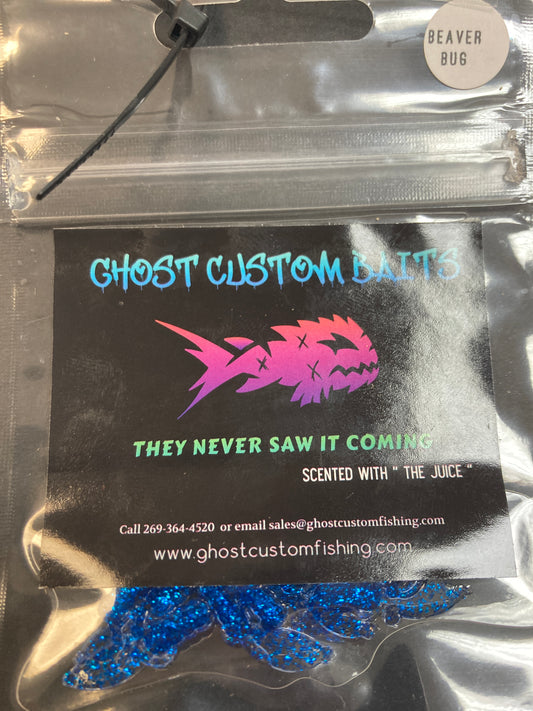 BEAVER
BUG
GHOST CUSTOM BAITS
THEY NEVER SAW IT COMING
SCENTED WITH " THE JUICE "
Call 269-364-4520 or email sales@ghostcustomfishing.com
www.ghostcustomfishing.com